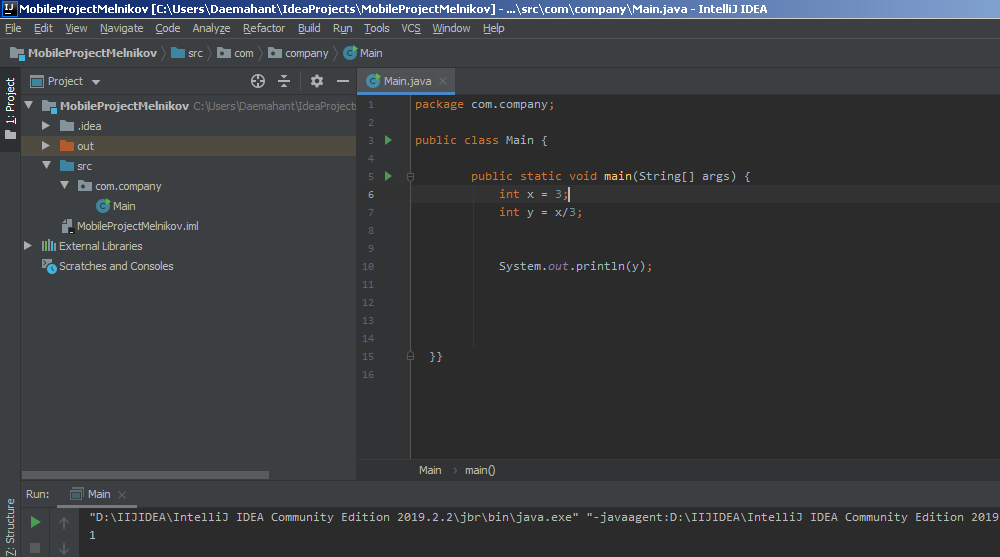 MobileProjectMelnikov [C:\Users\Daemahant\IdeaProjects\MobileProjectMelnikov] - ...\src\com\company\Main.java - IntelliJ IDEA
File Edit View Navigate Code Analyze Refactor Build Run Tools VCS Window Help
MobileProjectMelnikov src com company Main
1: Project
Project
MobileProjectMelnikov C:\Users\Daemahant\IdeaProjects
.idea
out
src
com.company
Main
MobileProjectMelnikov.iml
External Libraries
Scratches and Consoles
Main.java
1 package com.company;
2
3 public class Main {
4
5 public static void main(String[] args) {
6 int x = 3;
7 int y = x/3;
8
9
10 System.out.println(y);
11
12
13
14
15 }}
16
Main main()
Z: Structure
Run: Main
"D:\IIJIDEA\IntelliJ IDEA Community Edition 2019.2.2\jbr\bin\java.exe" "-javaagent:D:\IIJIDEA\IntelliJ IDEA Community Edition 2019
1